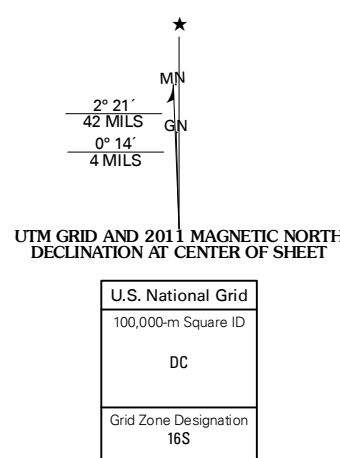 ★
MN
2° 21´
42 MILS
GN
0° 14´
4 MILS
UTM GRID AND 2011 MAGNETIC NORTH
DECLINATION AT CENTER OF SHEET
U.S. National Grid
100,000-m Square ID
DC
Grid Zone Designation
16S